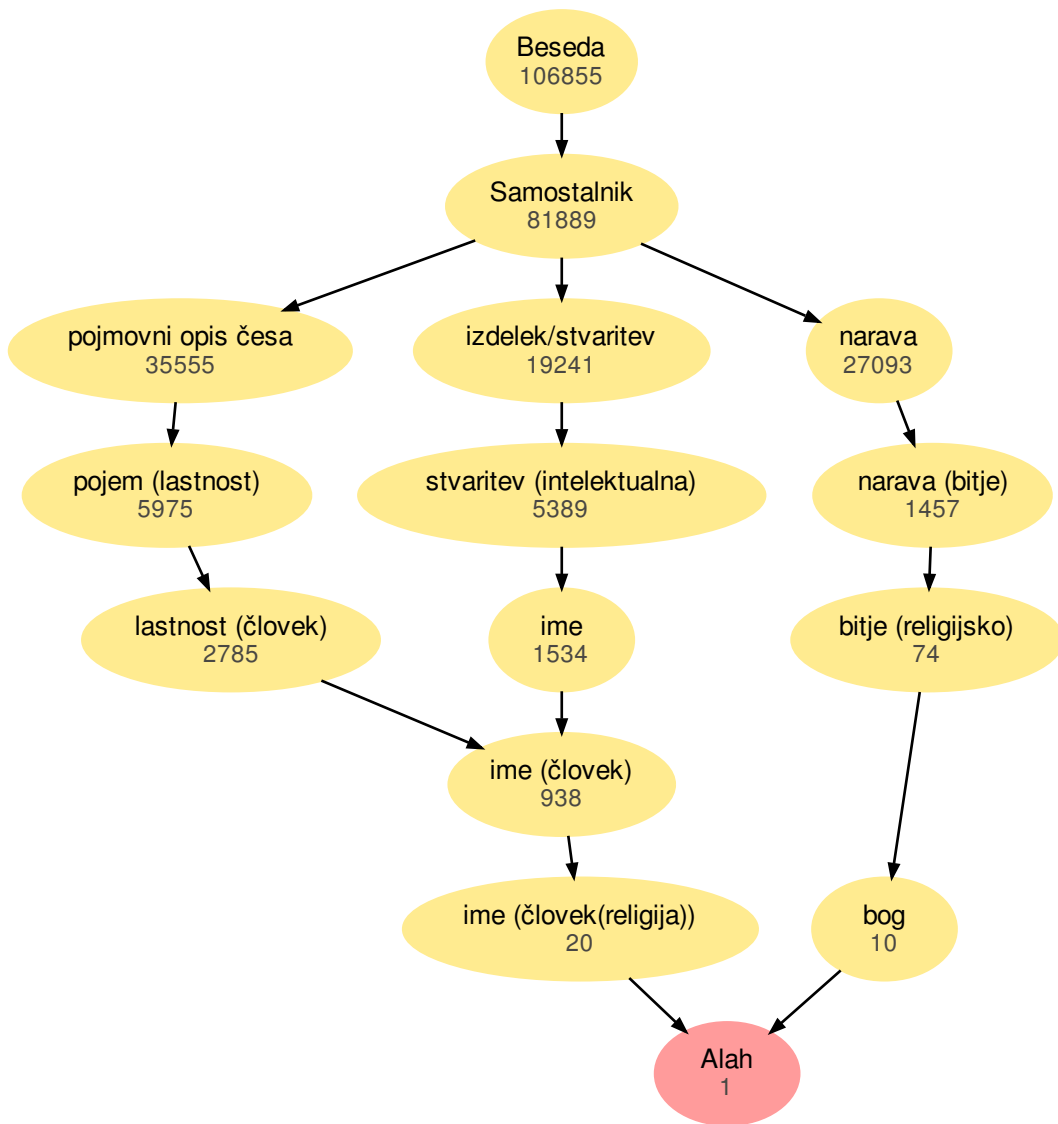 Beseda
106855
Samostalnik
81889
pojmovni opis česa
35555
izdelek/stvaritev
19241
narava
27093
pojem (lastnost)
5975
stvaritev (intelektualna)
5389
narava (bitje)
1457
lastnost (človek)
2785
ime
1534
bitje (religijsko)
74
ime (človek)
938
ime (človek(religija))
20
bog
10
Alah
1